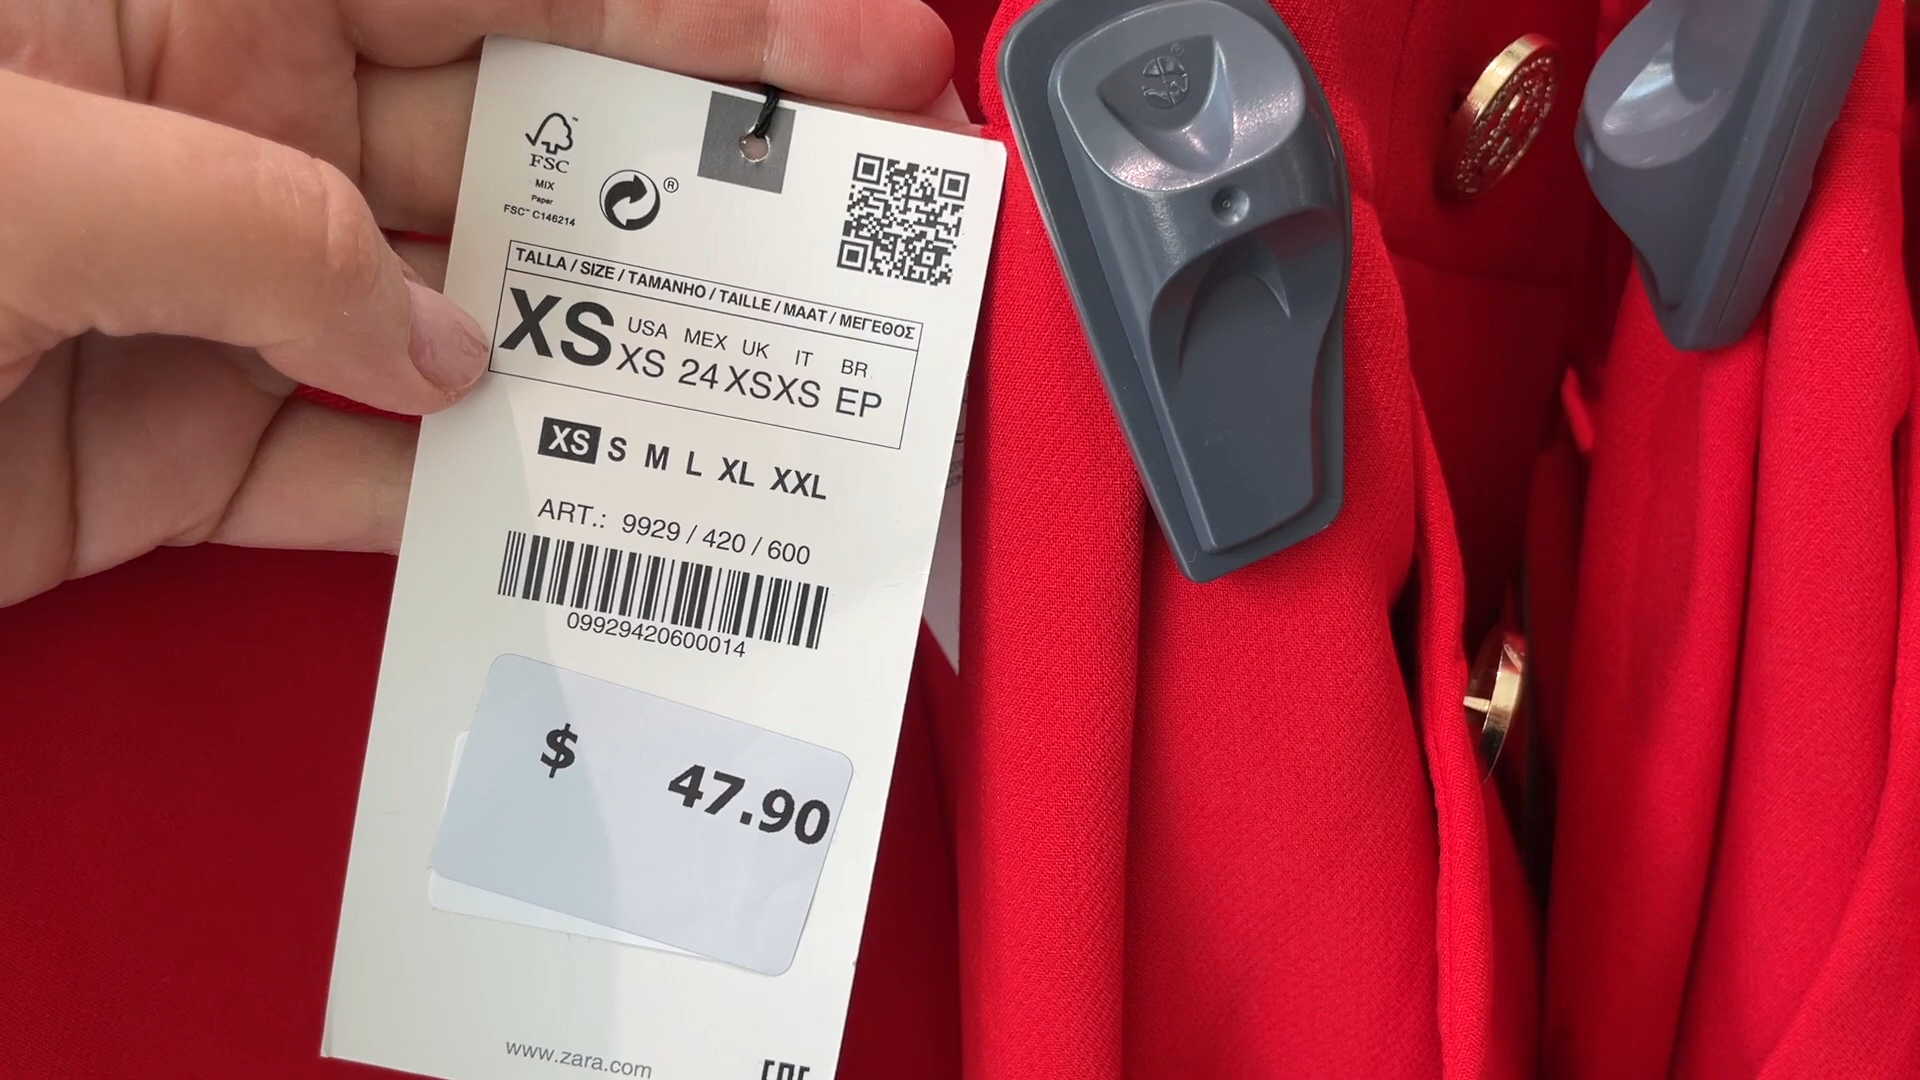 FSC™
MIX
Paper
FSC™ C146214
®
TALLA / SIZE / TAMANHO / TAILLE / MAAT / ΜΕΓΕΘΟΣ
XS
USA MEX UK IT BR
XS 24 XS XS EP
XS S M L XL XXL
ART.: 9929 / 420 / 600
09929420600014
$ 47.90
www.zara.com